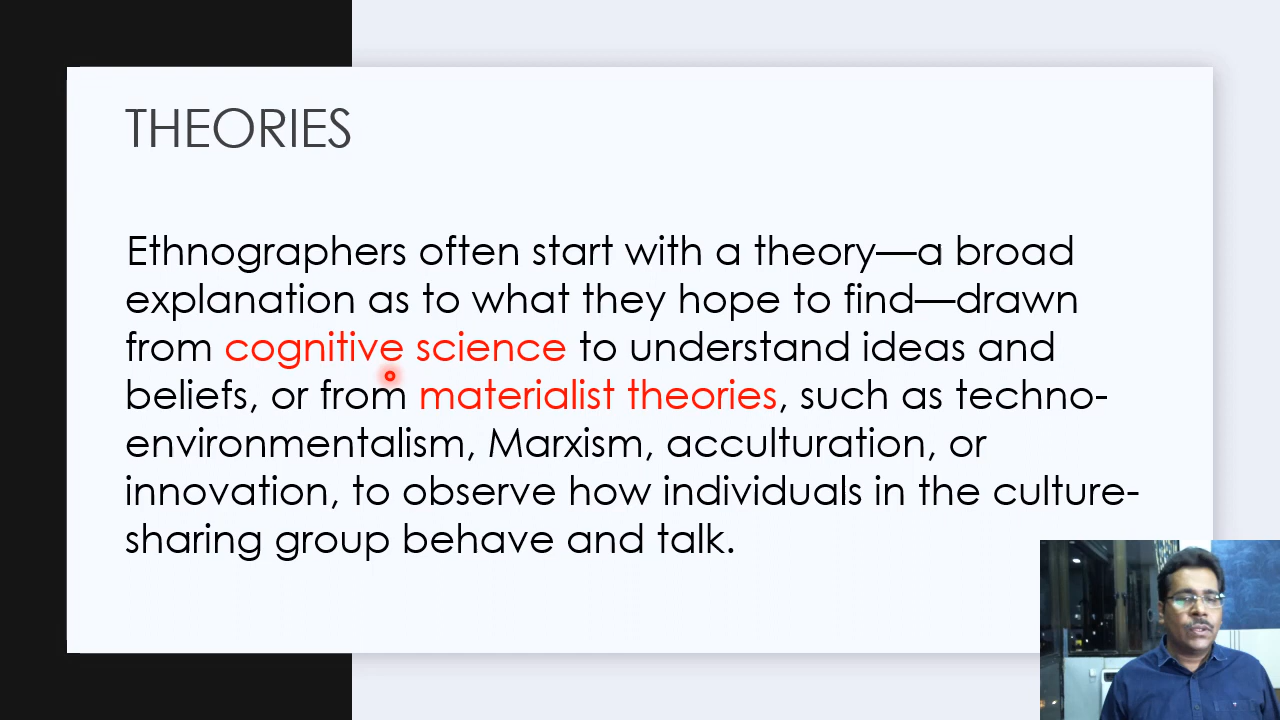 THEORIES
Ethnographers often start with a theory—a broad
explanation as to what they hope to find—drawn
from cognitive science to understand ideas and
beliefs, or from materialist theories, such as techno-
environmentalism, Marxism, acculturation, or
innovation, to observe how individuals in the culture-
sharing group behave and talk.